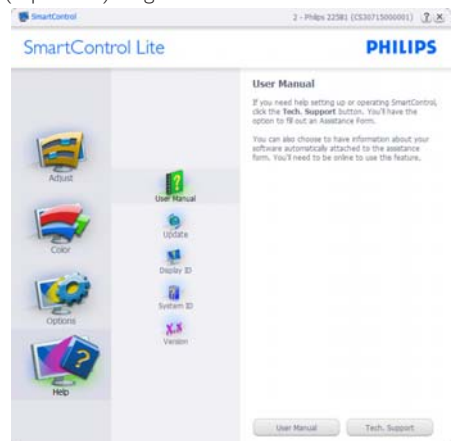 SmartControl
2 - Philips 225B1 (CS30715000001)
? X
SmartControl Lite
PHILIPS
User Manual
If you need help setting up or operating SmartControl,
click the Tech. Support button. You'll have the
option to fill out an Assistance Form.
You can also choose to have information about your
software automatically attached to the assistance
form. You'll need to be online to use the feature.
Adjust
Color
Options
Help
User Manual
Update
Display ID
System ID
X.x
Version
User Manual
Tech. Support